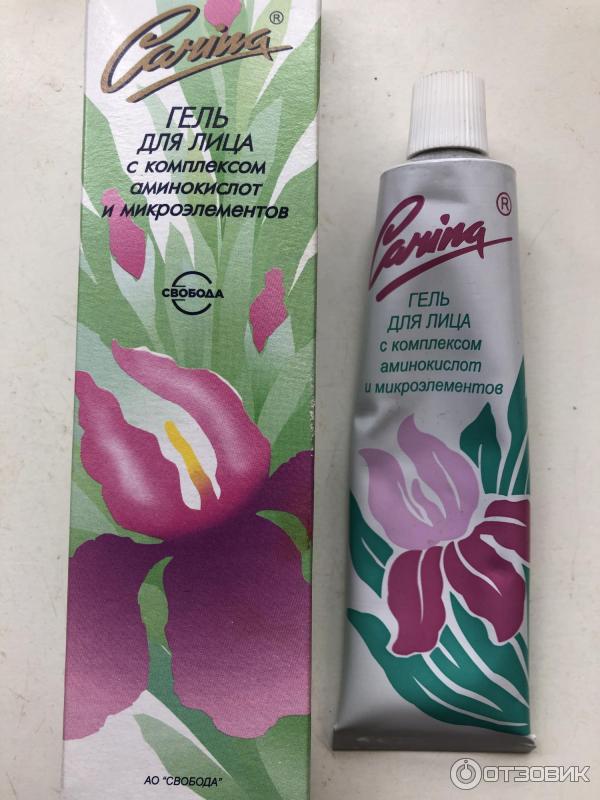 Carina ®
ГЕЛЬ
ДЛЯ ЛИЦА
с комплексом
аминокислот
и микроэлементов
СВОБОДА
АО "СВОБОДА"
Carina ®
ГЕЛЬ
ДЛЯ ЛИЦА
с комплексом
аминокислот
и микроэлементов
ОТЗОВИК